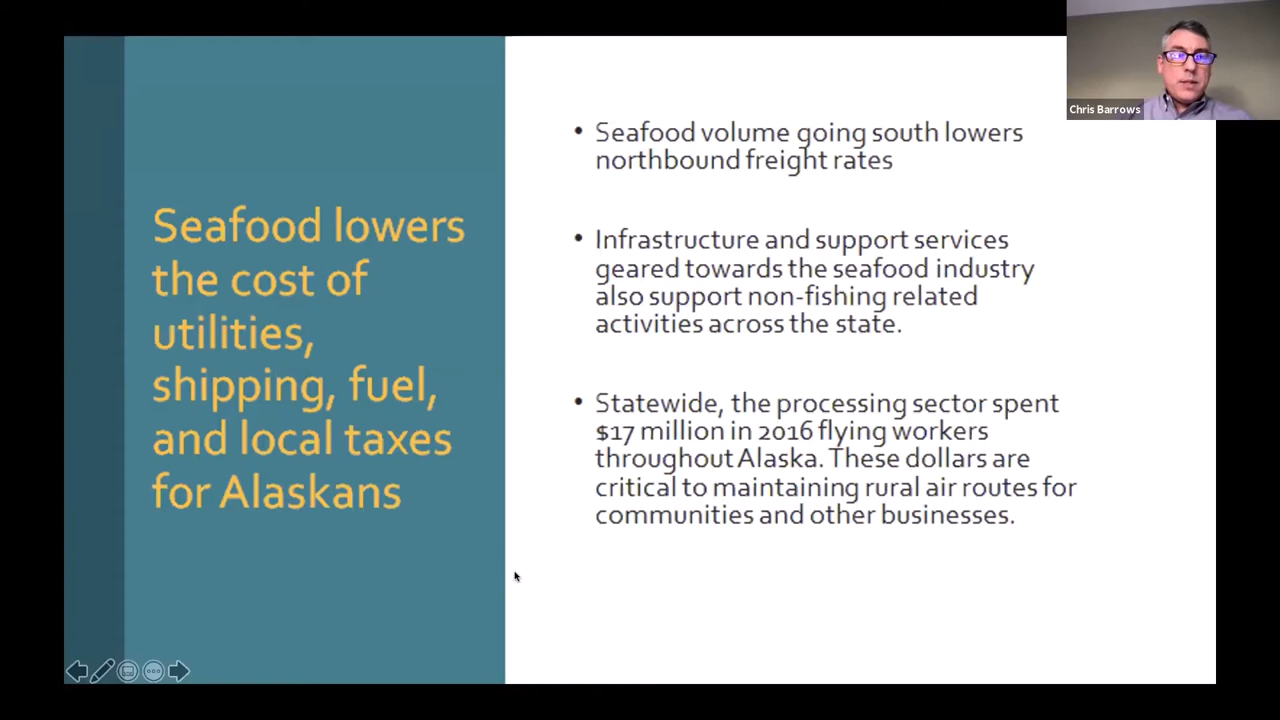 Seafood lowers
the cost of
utilities,
shipping, fuel,
and local taxes
for Alaskans
• Seafood volume going south lowers
northbound freight rates
• Infrastructure and support services
geared towards the seafood industry
also support non-fishing related
activities across the state.
• Statewide, the processing sector spent
$17 million in 2016 flying workers
throughout Alaska. These dollars are
critical to maintaining rural air routes for
communities and other businesses.
Chris Barrows